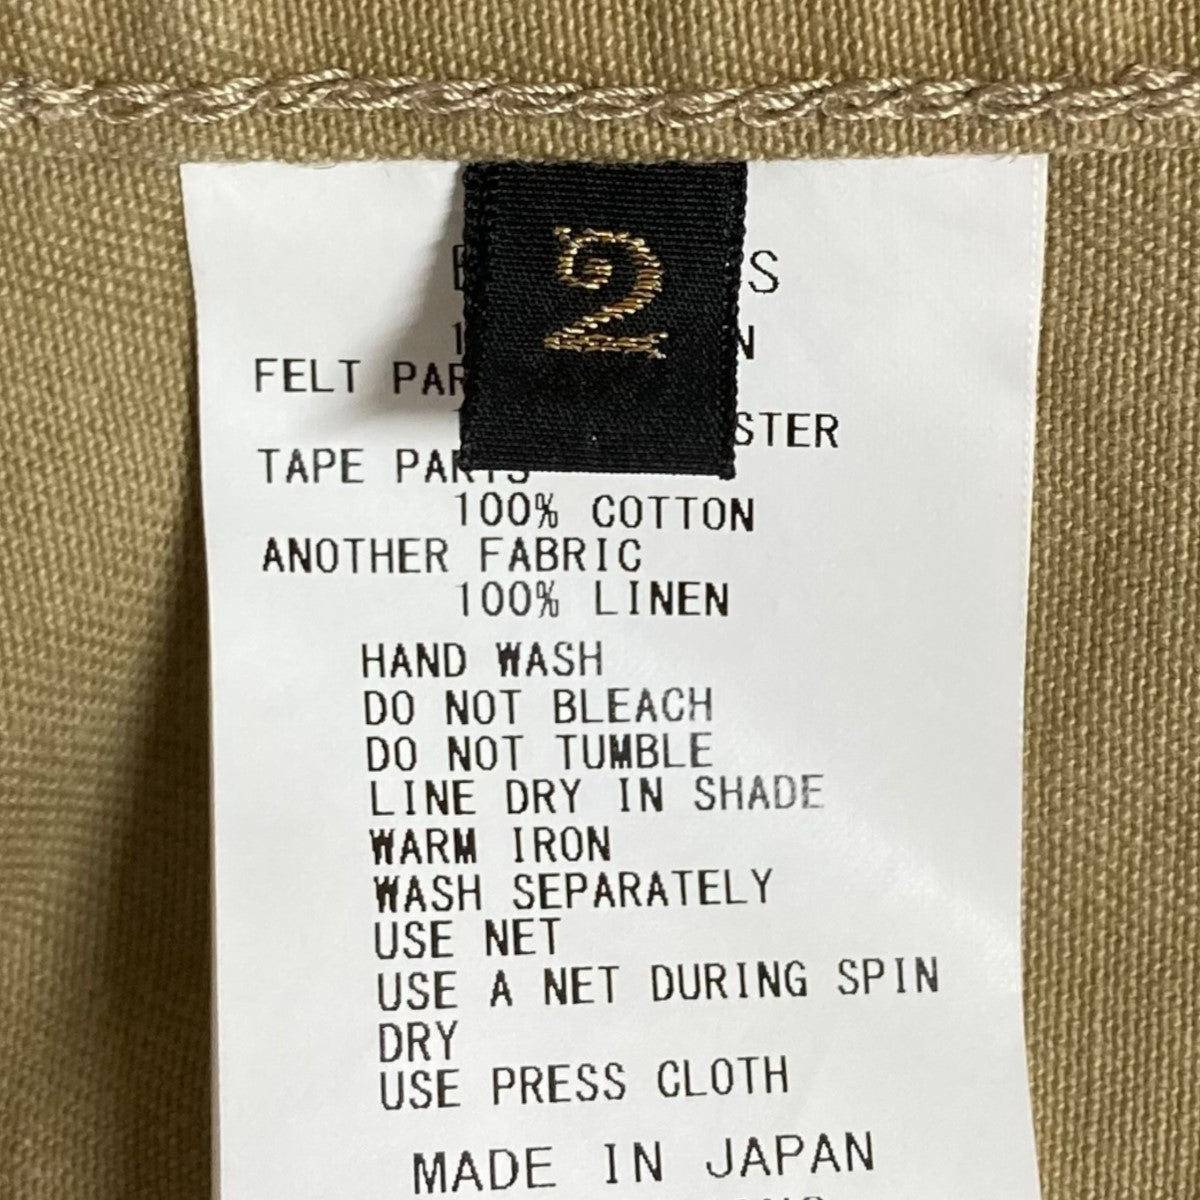 2
FELT
TAPE PARTS
100% COTTON
ANOTHER FABRIC
100% LINEN
HAND WASH
DO NOT BLEACH
DO NOT TUMBLE
LINE DRY IN SHADE
WARM IRON
WASH SEPARATELY
USE NET
USE A NET DURING SPIN
DRY
USE PRESS CLOTH
MADE IN JAPAN